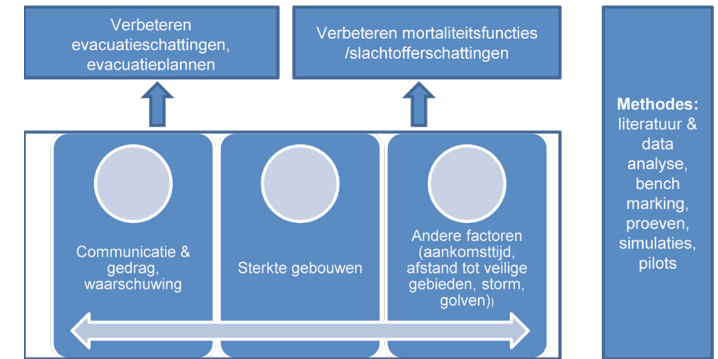 Verbeteren
evacuatieschattingen,
evacuatieplannen
Verbeteren mortaliteitsfuncties
/slachtofferschattingen
Communicatie &
gedrag,
waarschuwing
Sterkte gebouwen
Andere factoren
(aankomsttijd,
afstand tot veilige
gebieden, storm,
golven))
Methodes:
literatuur &
data
analyse,
bench
marking,
proeven,
simulaties,
pilots